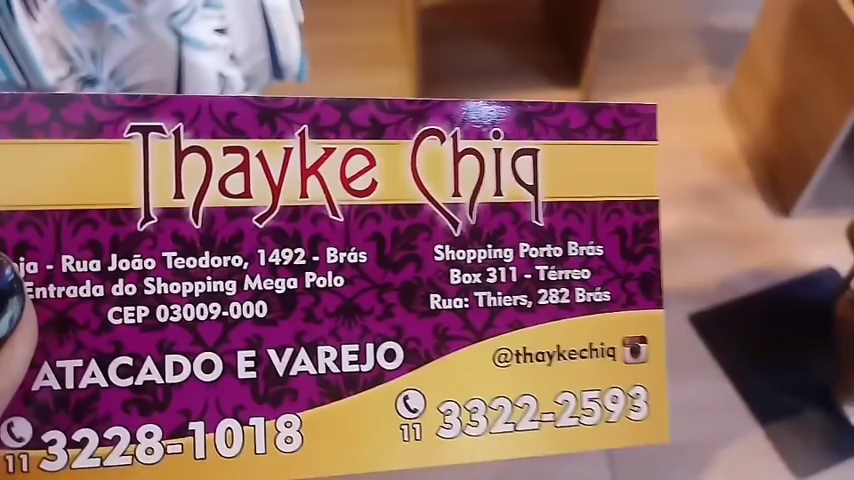 Thayke Chiq
- Rua João Teodoro, 1492 - Brás
Entrada do Shopping Mega Polo
CEP 03009-000
Shopping Porto Brás
Box 311 - Térreo
Rua: Thiers, 282 Brás
ATACADO E VAREJO
@thaykechiq
11 3228-1018
11 3322-2593